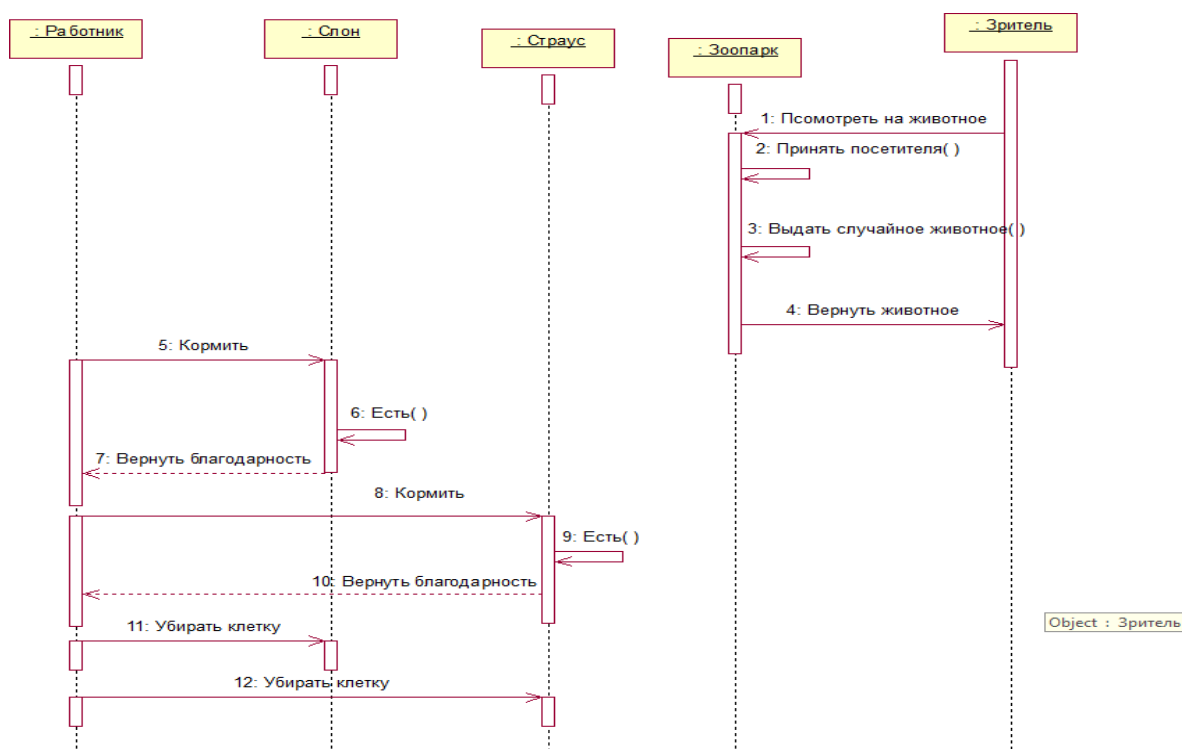 : Работник
: Слон
: Страус
: Зоопарк
: Зритель
1: Псомотреть на животное
2: Принять посетителя( )
3: Выдать случайное животное( )
4: Вернуть животное
5: Кормить
6: Есть( )
7: Вернуть благодарность
8: Кормить
9: Есть( )
10: Вернуть благодарность
11: Убирать клетку
12: Убирать клетку
Object : Зритель